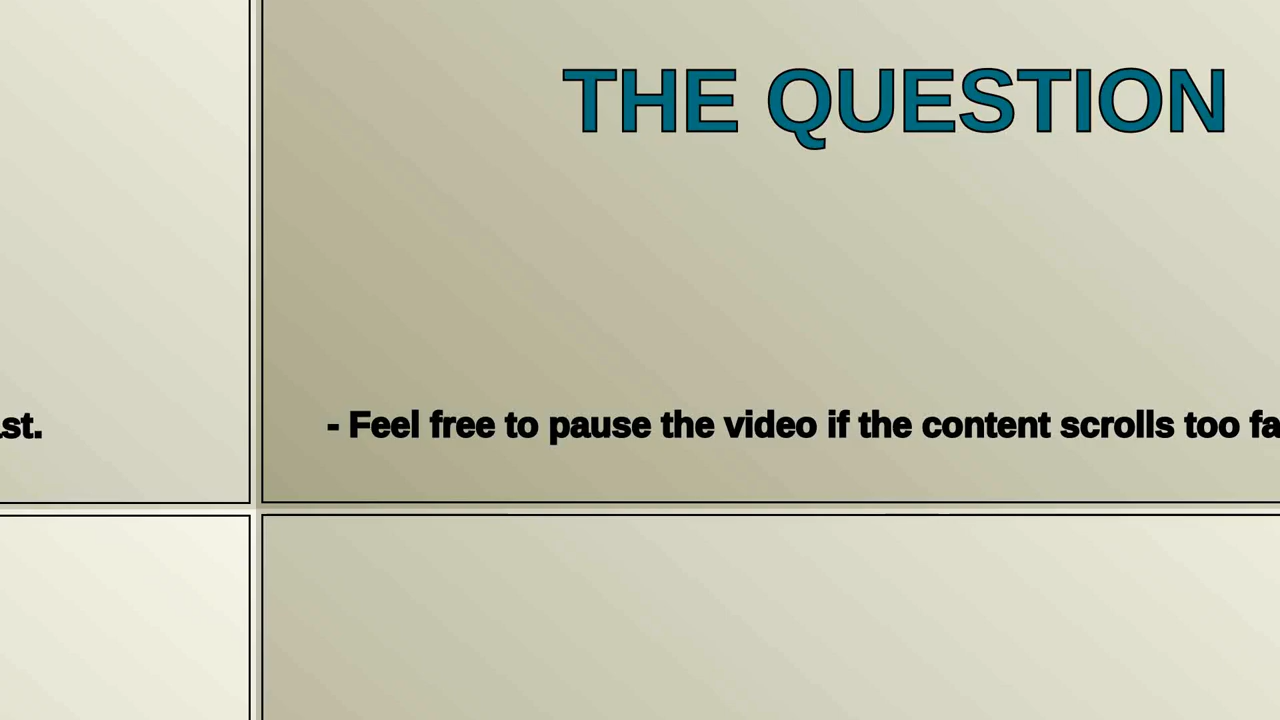 THE QUESTION
- Feel free to pause the video if the content scrolls too fa
st.